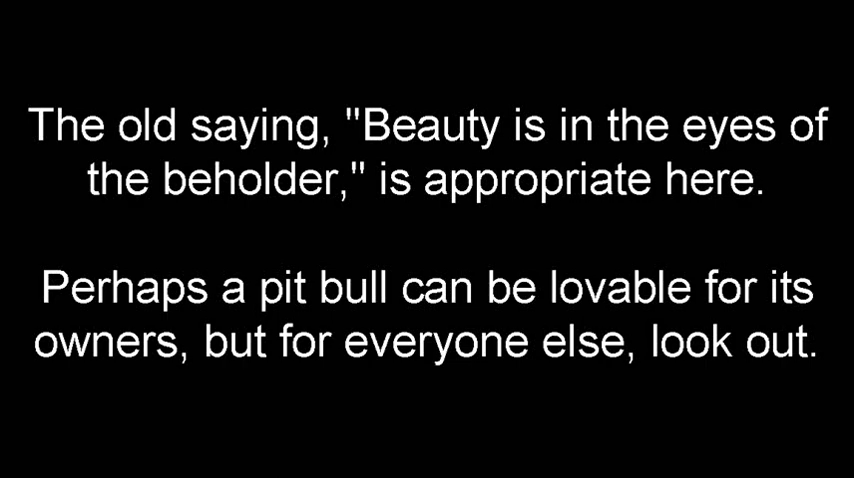 The old saying, "Beauty is in the eyes of
the beholder," is appropriate here.
Perhaps a pit bull can be lovable for its
owners, but for everyone else, look out.